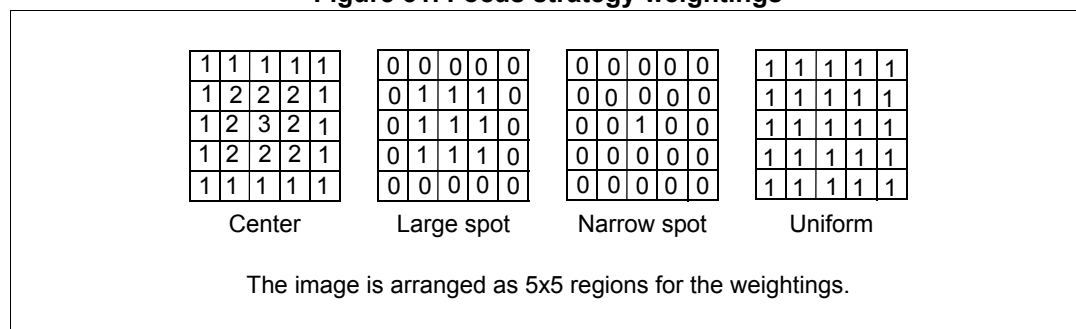 1 1 1 1 1 0 0 0 0 0 0 0 0 0 0 1 1 1 1 1
1 2 2 2 1 0 1 1 1 0 0 0 0 0 0 1 1 1 1 1
1 2 3 2 1 0 1 1 1 0 0 0 1 0 0 1 1 1 1 1
1 2 2 2 1 0 1 1 1 0 0 0 0 0 0 1 1 1 1 1
1 1 1 1 1 0 0 0 0 0 0 0 0 0 0 1 1 1 1 1
Center Large spot Narrow spot Uniform
The image is arranged as 5x5 regions for the weightings.